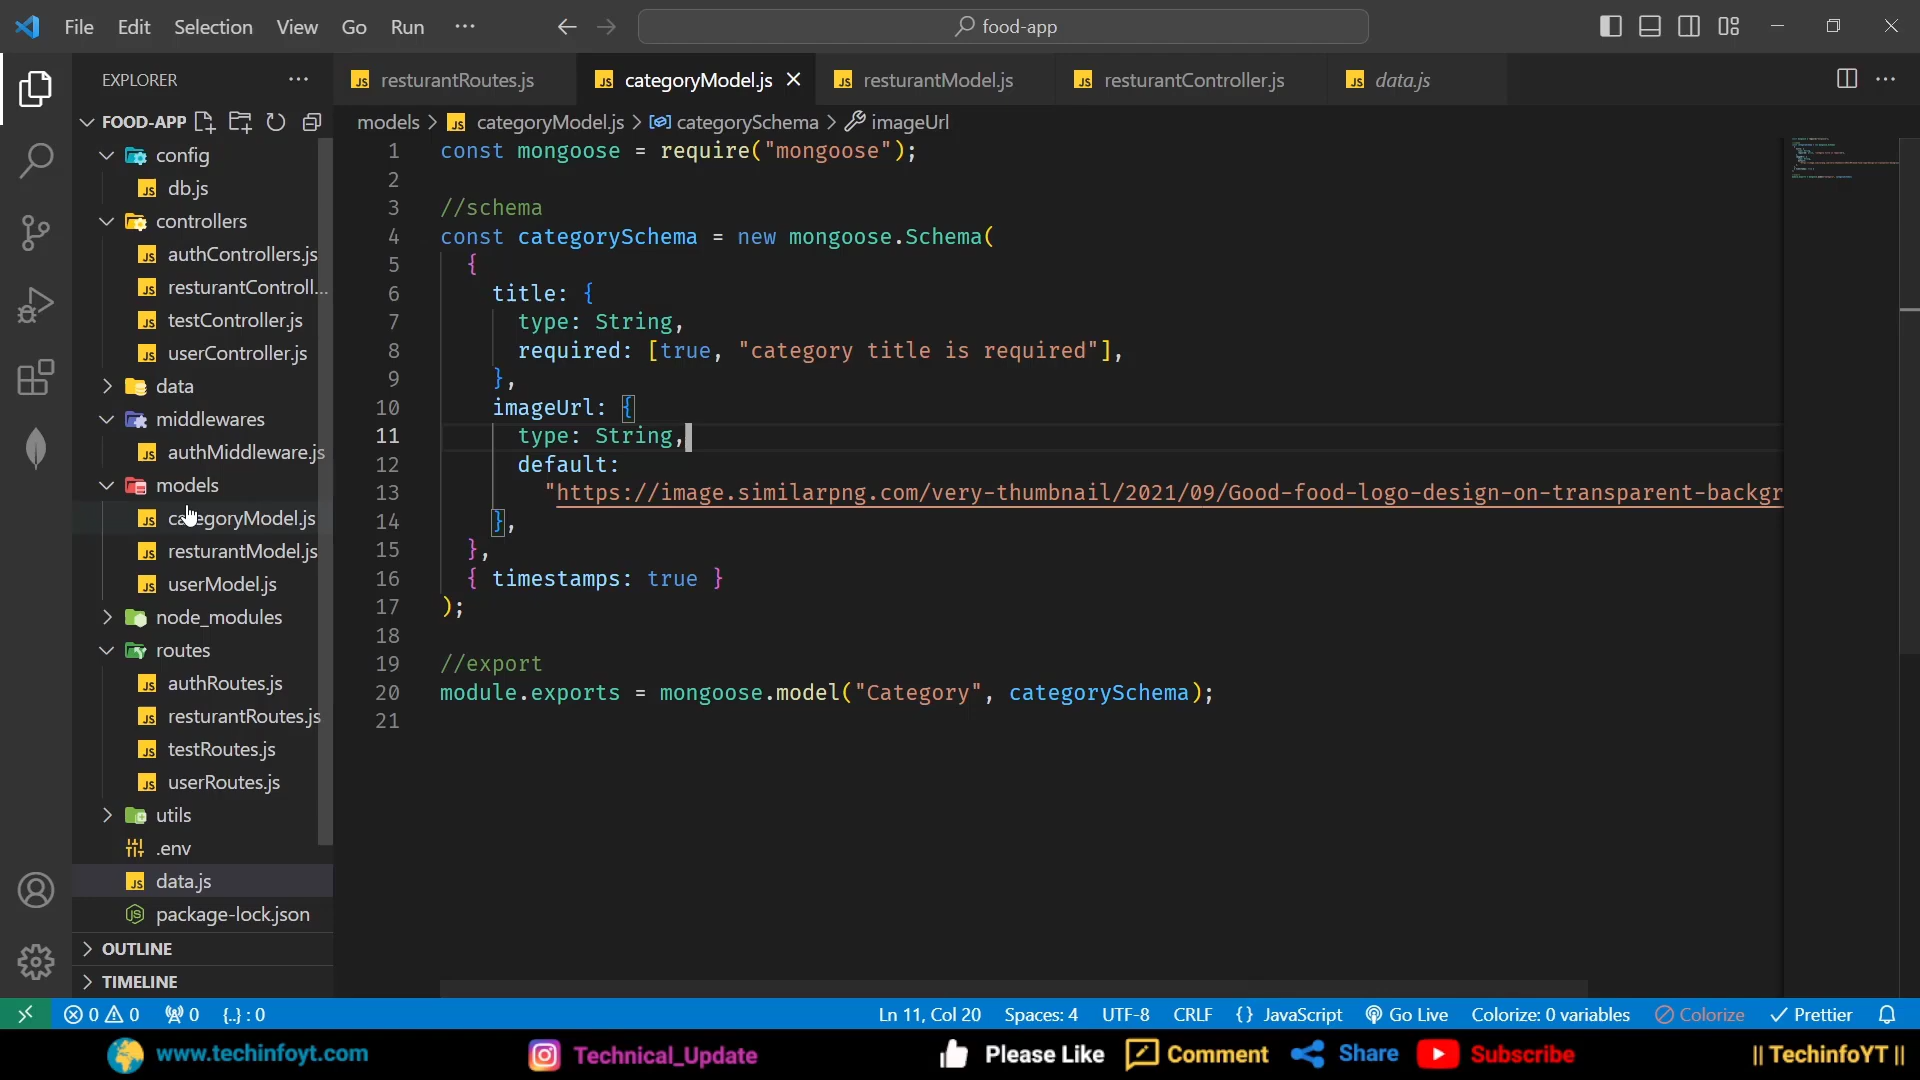 File Edit Selection View Go Run ···
food-app
EXPLORER ···
resturantRoutes.js
categoryModel.js
resturantModel.js
resturantController.js
data.js
FOOD-APP
models > categoryModel.js > categorySchema > imageUrl
config
db.js
controllers
authControllers.js
resturantControll...
testController.js
userController.js
data
middlewares
authMiddleware.js
models
categoryModel.js
resturantModel.js
userModel.js
node_modules
routes
authRoutes.js
resturantRoutes.js
testRoutes.js
userRoutes.js
utils
.env
data.js
package-lock.json
OUTLINE
TIMELINE
1 const mongoose = require("mongoose");
2
3 //schema
4 const categorySchema = new mongoose.Schema(
5 {
6 title: {
7 type: String,
8 required: [true, "category title is required"],
9 },
10 imageUrl: {
11 type: String,
12 default:
13 "https://image.similarpng.com/very-thumbnail/2021/09/Good-food-logo-design-on-transparent-backgr
14 },
15 },
16 { timestamps: true }
17 );
18
19 //export
20 module.exports = mongoose.model("Category", categorySchema);
21
0 0 0 {..} : 0 Ln 11, Col 20 Spaces: 4 UTF-8 CRLF {} JavaScript Go Live Colorize: 0 variables Colorize Prettier
www.techinfoyt.com Technical_Update Please Like Comment Share Subscribe || TechinfoYT ||